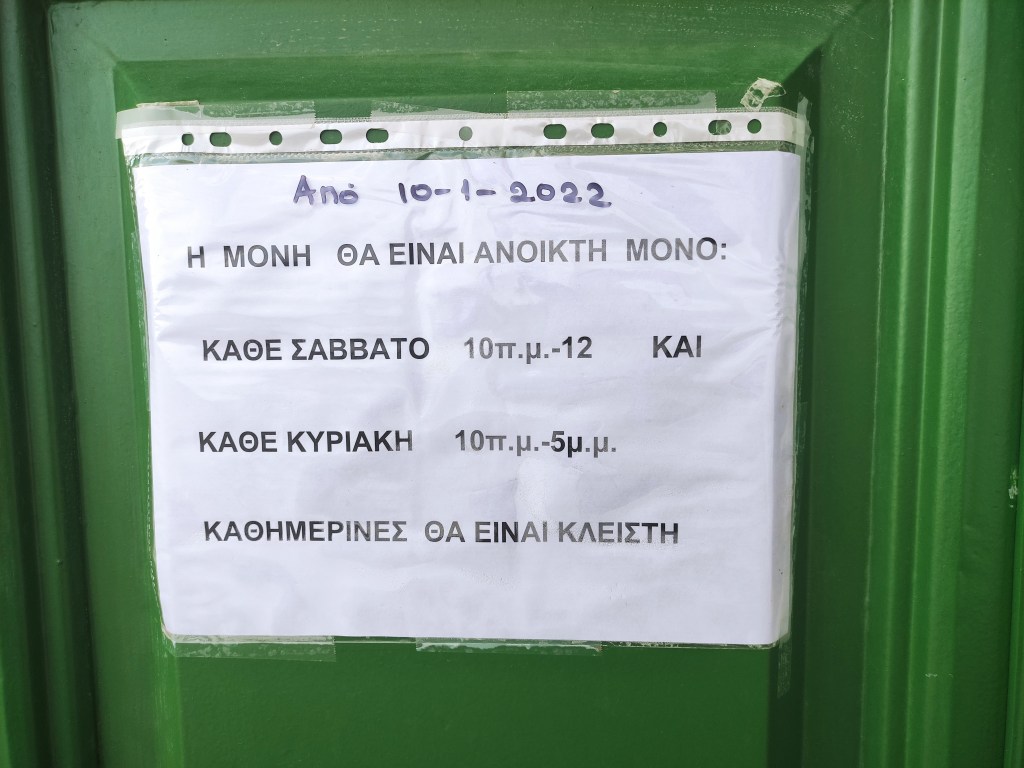 Από 10-1-2022
Η ΜΟΝΗ ΘΑ ΕΙΝΑΙ ΑΝΟΙΚΤΗ ΜΟΝΟ:
ΚΑΘΕ ΣΑΒΒΑΤΟ 10π.μ.-12 ΚΑΙ
ΚΑΘΕ ΚΥΡΙΑΚΗ 10π.μ.-5μ.μ.
ΚΑΘΗΜΕΡΙΝΕΣ ΘΑ ΕΙΝΑΙ ΚΛΕΙΣΤΗ